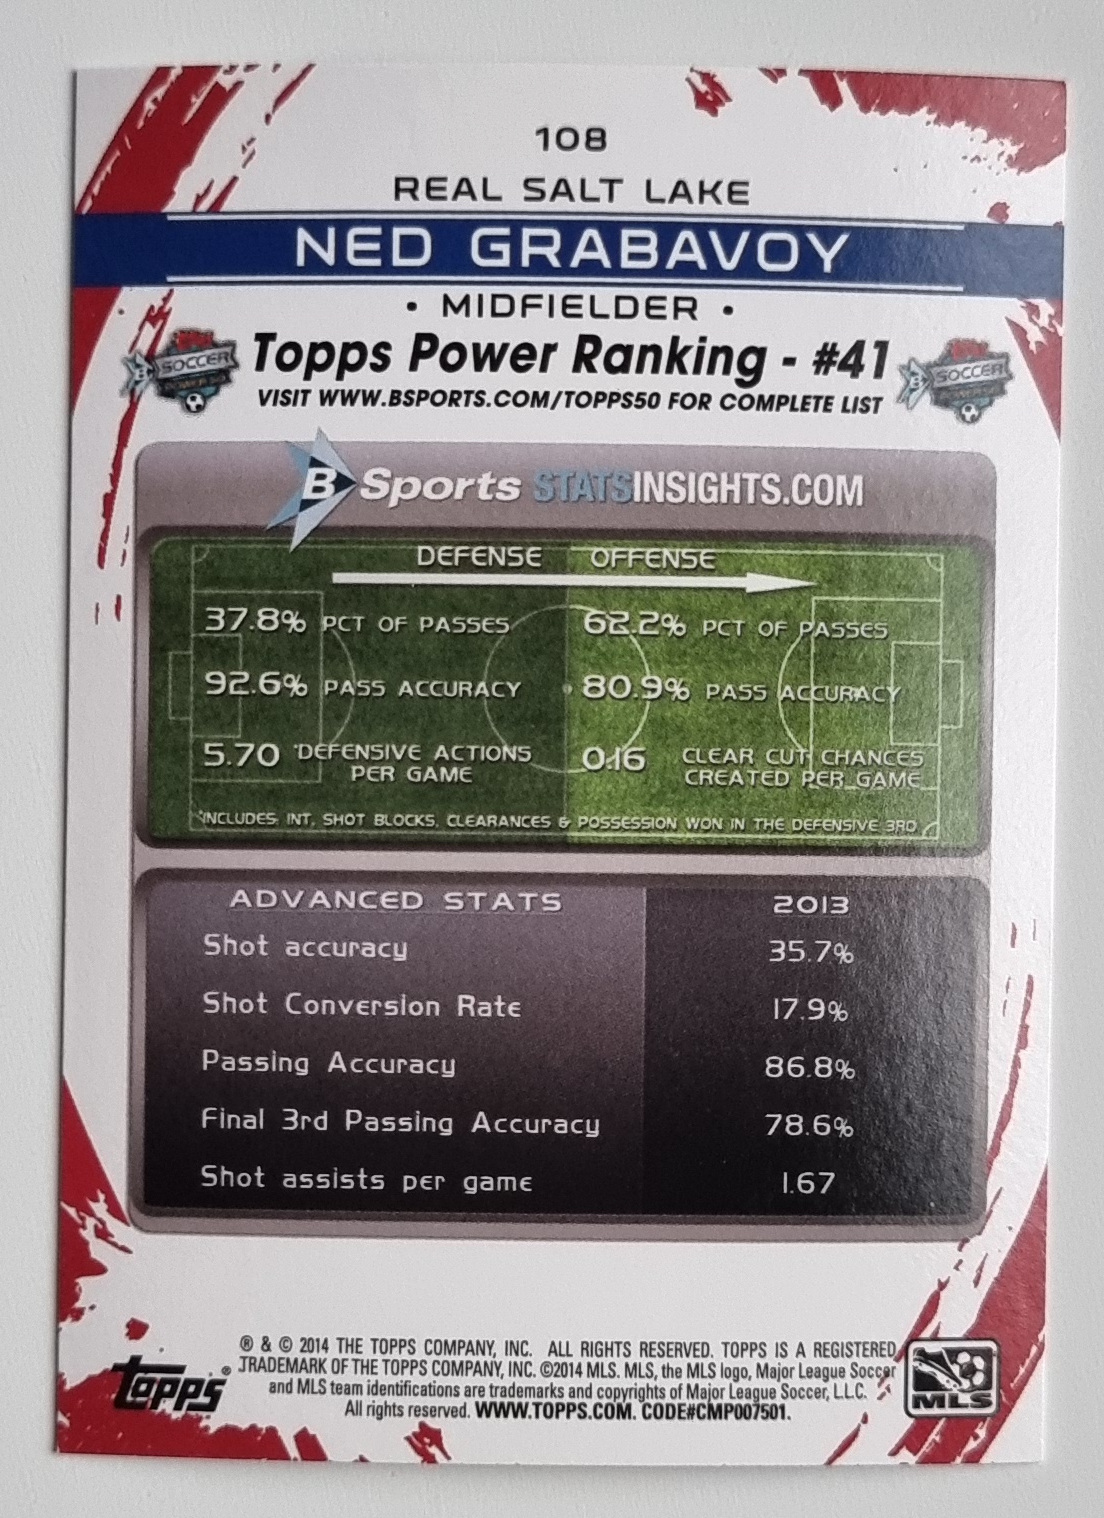 108
REAL SALT LAKE
NED GRABAVOY
• MIDFIELDER •
Topps Power Ranking - #41
SOCCER
SOCCER
VISIT WWW.BSPORTS.COM/TOPPS50 FOR COMPLETE LIST
B Sports STATSINSIGHTS.COM
DEFENSE OFFENSE
37.8% PCT OF PASSES 62.2% PCT OF PASSES
92.6% PASS ACCURACY 80.9% PASS ACCURACY
5.70 *DEFENSIVE ACTIONS PER GAME 0.16 CLEAR CUT CHANCES CREATED PER GAME
*INCLUDES: INT, SHOT BLOCKS, CLEARANCES & POSSESSION WON IN THE DEFENSIVE 3RD
ADVANCED STATS 2013
Shot accuracy 35.7%
Shot Conversion Rate 17.9%
Passing Accuracy 86.8%
Final 3rd Passing Accuracy 78.6%
Shot assists per game 1.67
® & © 2014 THE TOPPS COMPANY, INC. ALL RIGHTS RESERVED. TOPPS IS A REGISTERED
TRADEMARK OF THE TOPPS COMPANY, INC. ©2014 MLS. MLS, the MLS logo, Major League Soccer
and MLS team identifications are trademarks and copyrights of Major League Soccer, L.L.C.
All rights reserved. WWW.TOPPS.COM. CODE#CMP007501.
topps®
MLS